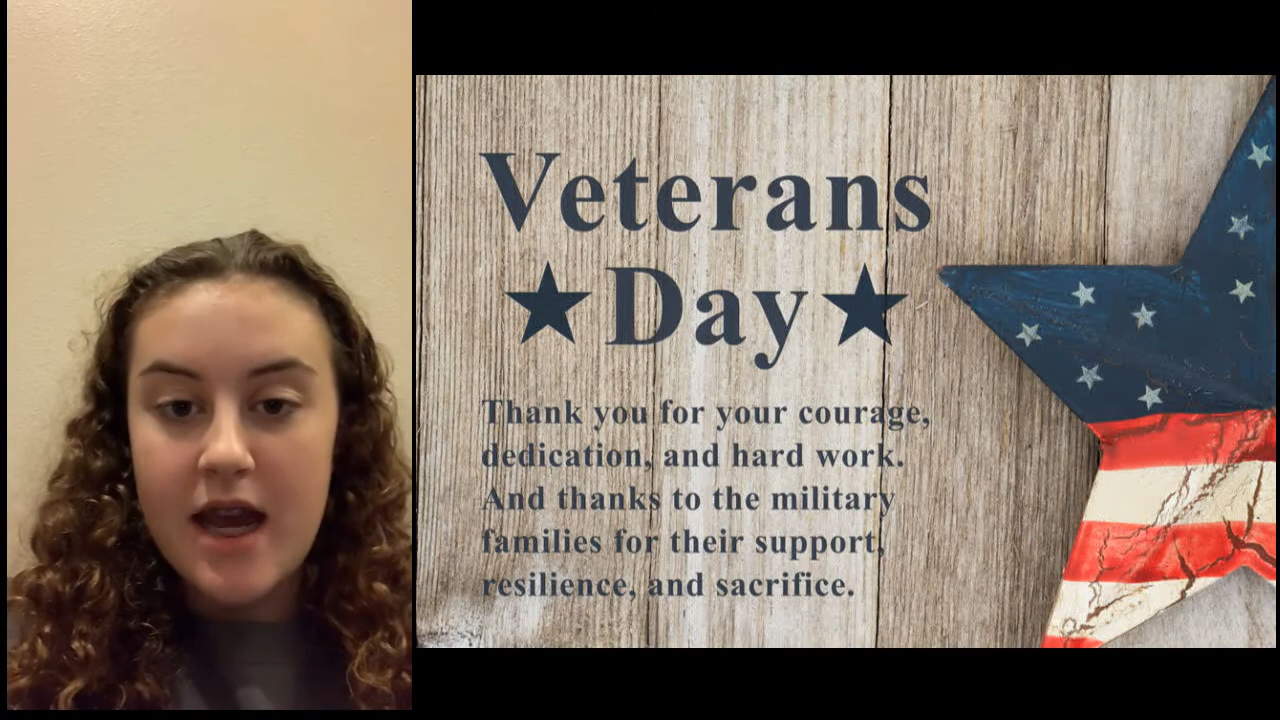 Veterans
★Day★
Thank you for your courage,
dedication, and hard work.
And thanks to the military
families for their support,
resilience, and sacrifice.